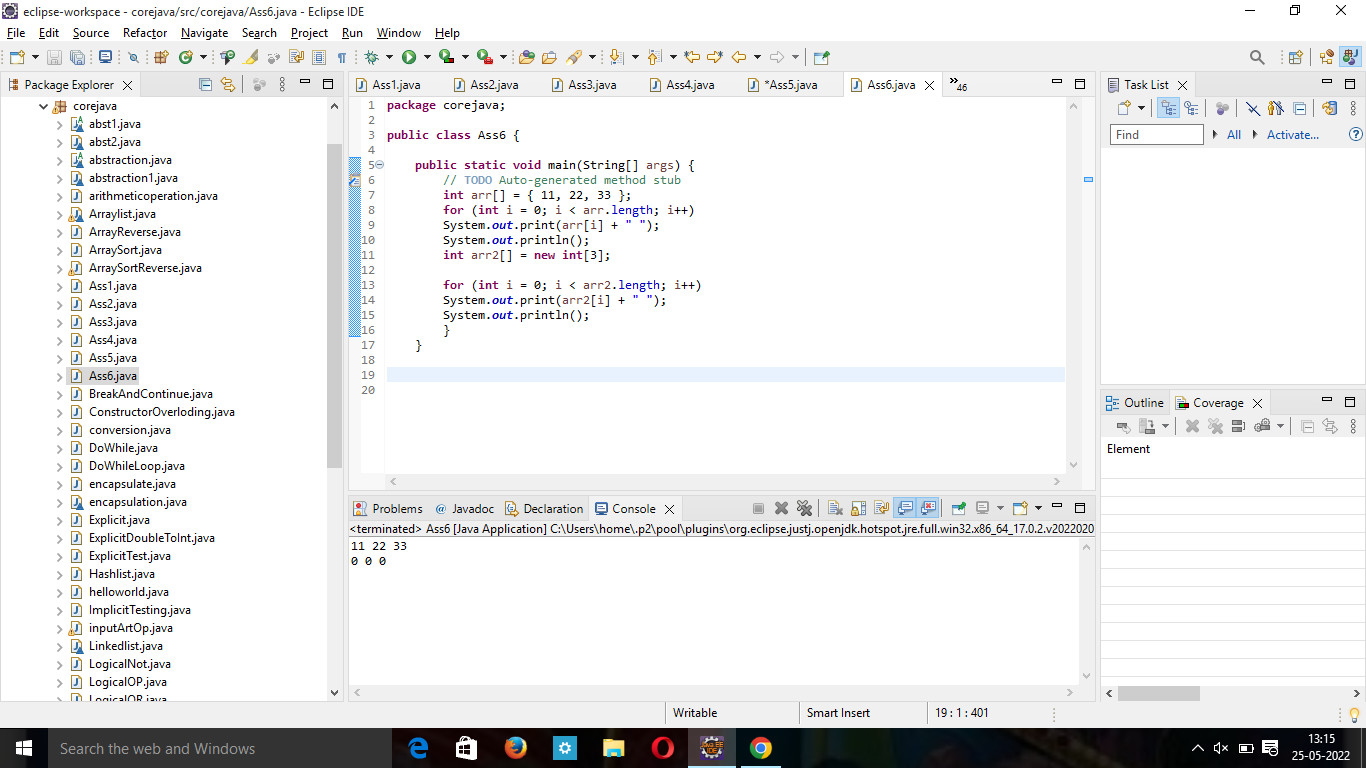 eclipse-workspace - corejava/src/corejava/Ass6.java - Eclipse IDE
File Edit Source Refactor Navigate Search Project Run Window Help
Package Explorer
corejava
abst1.java
abst2.java
abstraction.java
abstraction1.java
arithmeticoperation.java
Arraylist.java
ArrayReverse.java
ArraySort.java
ArraySortReverse.java
Ass1.java
Ass2.java
Ass3.java
Ass4.java
Ass5.java
Ass6.java
BreakAndContinue.java
ConstructorOverloding.java
conversion.java
DoWhile.java
DoWhileLoop.java
encapsulate.java
encapsulation.java
Explicit.java
ExplicitDoubleToInt.java
ExplicitTest.java
Hashlist.java
helloworld.java
ImplicitTesting.java
inputArtOp.java
Linkedlist.java
LogicalNot.java
LogicalOP.java
LogicalOR.java
Ass1.java Ass2.java Ass3.java Ass4.java *Ass5.java Ass6.java »46
1 package corejava;
2
3 public class Ass6 {
4
5 public static void main(String[] args) {
6 // TODO Auto-generated method stub
7 int arr[] = { 11, 22, 33 };
8 for (int i = 0; i < arr.length; i++)
9 System.out.print(arr[i] + " ");
10 System.out.println();
11 int arr2[] = new int[3];
12
13 for (int i = 0; i < arr2.length; i++)
14 System.out.print(arr2[i] + " ");
15 System.out.println();
16 }
17 }
18
19
20
Problems @ Javadoc Declaration Console
<terminated> Ass6 [Java Application] C:\Users\home\.p2\pool\plugins\org.eclipse.justj.openjdk.hotspot.jre.full.win32.x86_64_17.0.2.v2022020
11 22 33
0 0 0
Task List
Find All Activate...
Outline Coverage
Element
Writable Smart Insert 19 : 1 : 401
Search the web and Windows
13:15
25-05-2022